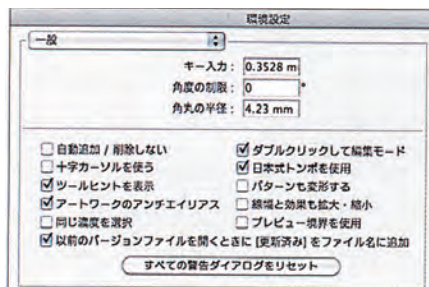 環境設定
一般
キー入力： 0.3528 m
角度の制限： 0 °
角丸の半径： 4.23 mm
自動追加 / 削除しない
ダブルクリックして編集モード
十字カーソルを使う
日本式トンボを使用
ツールヒントを表示
パターンも変形する
アートワークのアンチエイリアス
線幅と効果も拡大・縮小
同じ濃度を選択
プレビュー境界を使用
以前のバージョンファイルを開くときに [更新済み] をファイル名に追加
すべての警告ダイアログをリセット